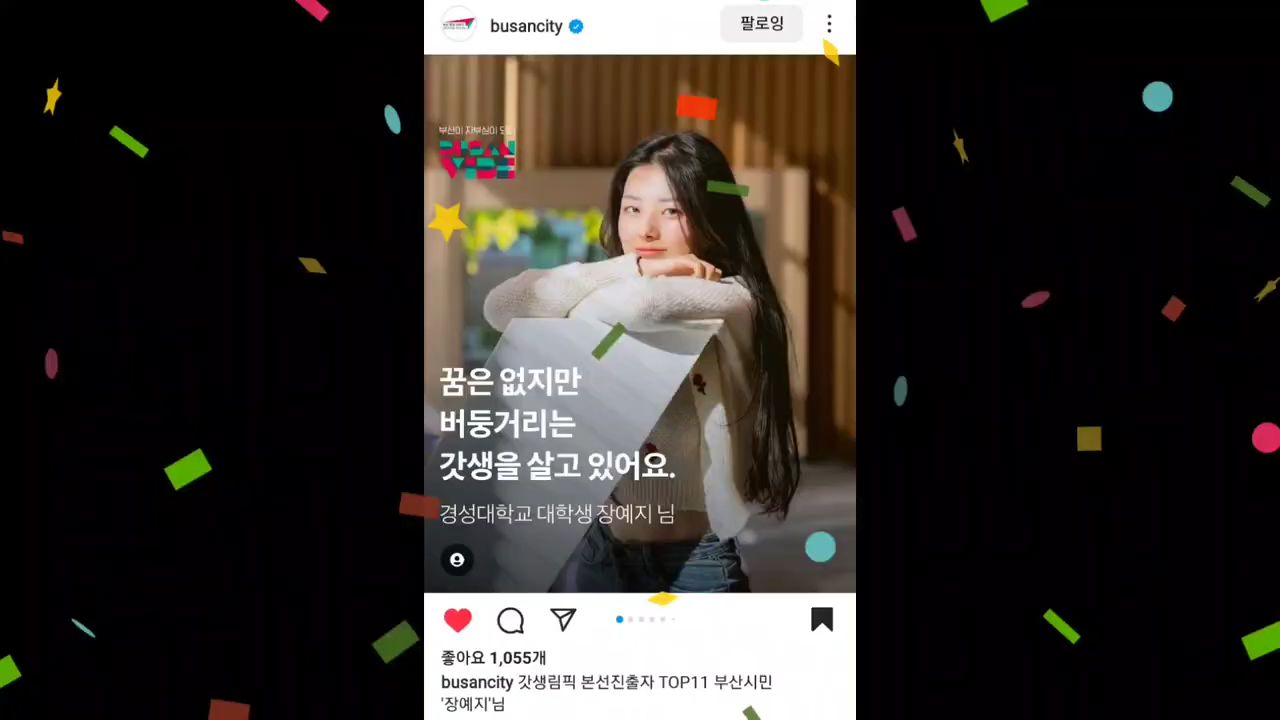 busancity
팔로잉
부산이 자부심이 되
갓부심
꿈은 없지만
버둥거리는
갓생을 살고 있어요.
경성대학교 대학생 장예지 님
좋아요 1,055개
busancity 갓생림픽 본선진출자 TOP11 부산시민
'장예지'님